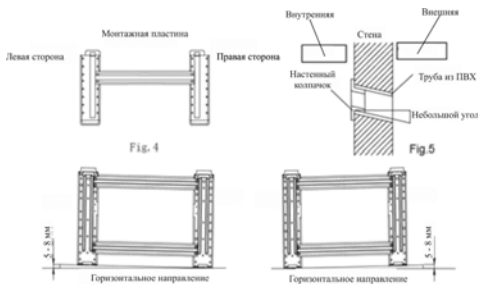 Монтажная пластина
Левая сторона
Правая сторона
Fig. 4
Внутренняя
Стена
Внешняя
Настенный
колпачок
Труба из ПВХ
Небольшой угол
Fig.5
5 - 8 мм
Горизонтальное направление
5 - 8 мм
Горизонтальное направление